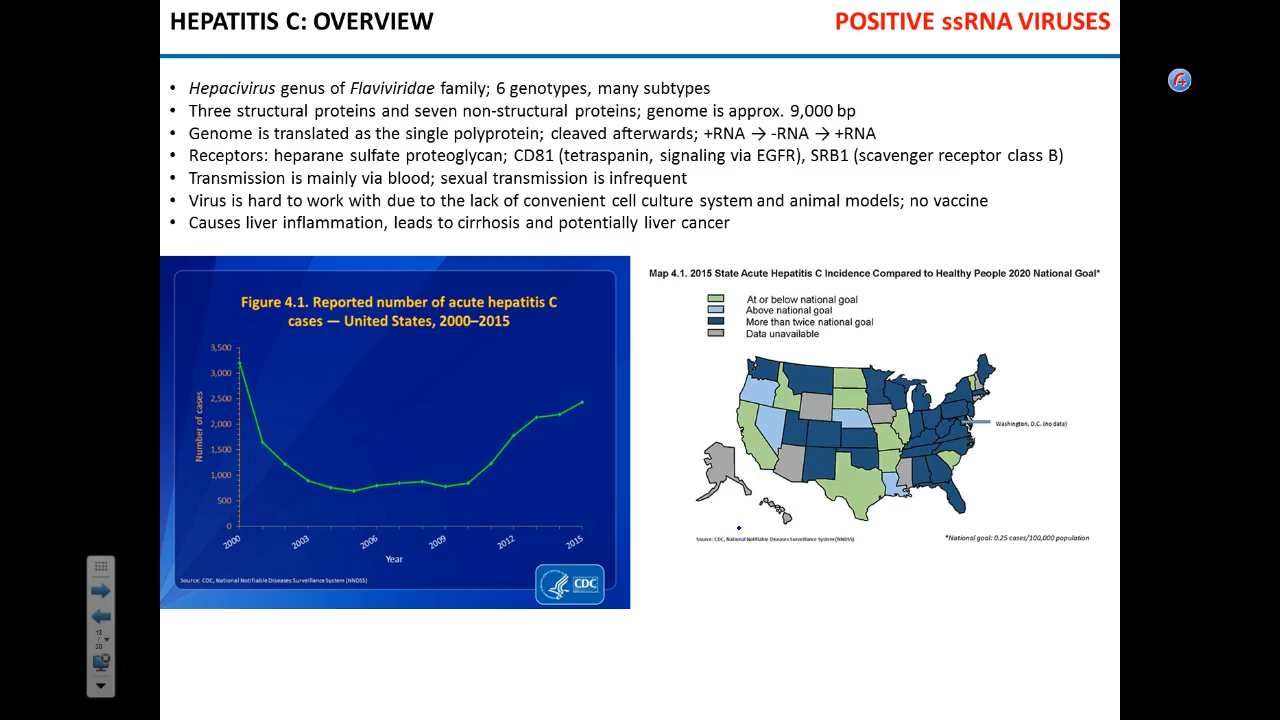 HEPATITIS C: OVERVIEW
POSITIVE ssRNA VIRUSES
• Hepacivirus genus of Flaviviridae family; 6 genotypes, many subtypes
• Three structural proteins and seven non-structural proteins; genome is approx. 9,000 bp
• Genome is translated as the single polyprotein; cleaved afterwards; +RNA → -RNA → +RNA
• Receptors: heparane sulfate proteoglycan; CD81 (tetraspanin, signaling via EGFR), SRB1 (scavenger receptor class B)
• Transmission is mainly via blood; sexual transmission is infrequent
• Virus is hard to work with due to the lack of convenient cell culture system and animal models; no vaccine
• Causes liver inflammation, leads to cirrhosis and potentially liver cancer
Figure 4.1. Reported number of acute hepatitis C
cases — United States, 2000–2015
Number of cases
3,500
3,000
2,500
2,000
1,500
1,000
500
0
2000
2003
2006
2009
2012
2015
Year
Source: CDC, National Notifiable Diseases Surveillance System (NNDSS)
CDC
Map 4.1. 2015 State Acute Hepatitis C Incidence Compared to Healthy People 2020 National Goal*
At or below national goal
Above national goal
More than twice national goal
Data unavailable
Washington, D.C. (no data)
Source: CDC, National Notifiable Diseases Surveillance System (NNDSS)
*National goal: 0.25 cases/100,000 population
13
/
30